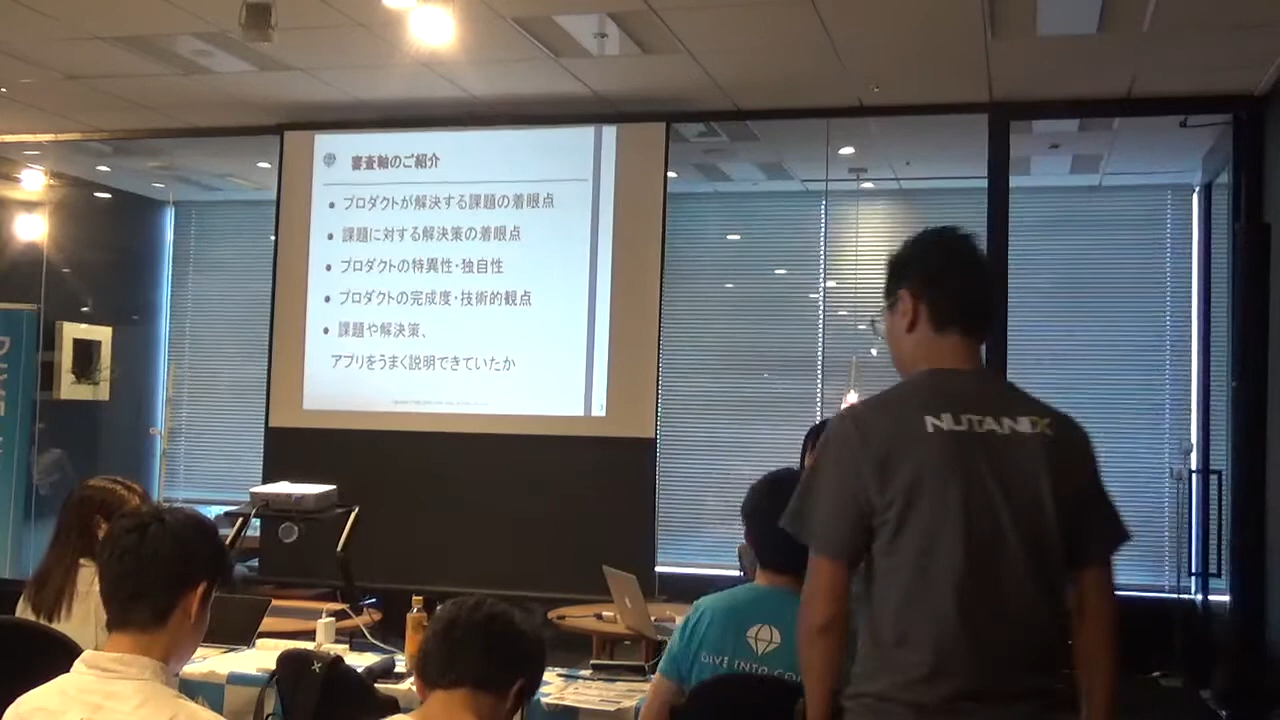 審査軸のご紹介
• プロダクトが解決する課題の着眼点
• 課題に対する解決策の着眼点
• プロダクトの特異性・独自性
• プロダクトの完成度・技術的観点
• 課題や解決策、
アプリをうまく説明できていたか
3
NUTANIX
DIVE INTO
DIVE